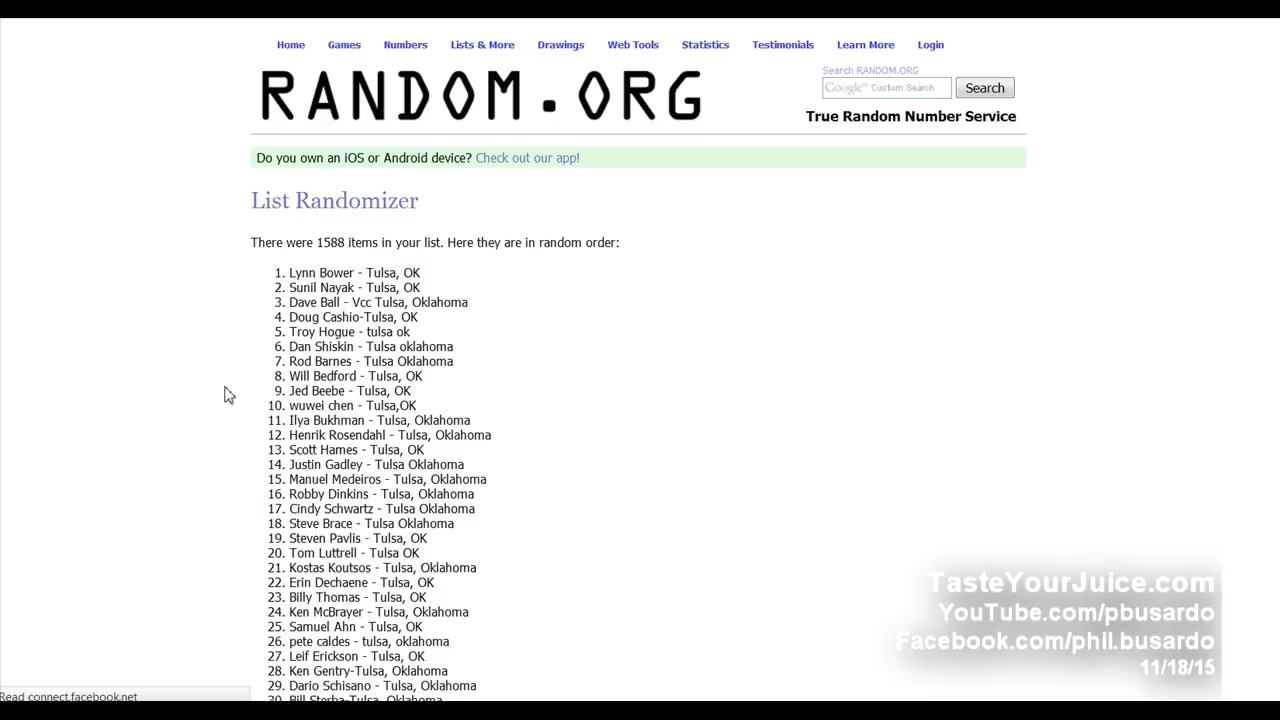 Home Games Numbers Lists & More Drawings Web Tools Statistics Testimonials Learn More Login
RANDOM.ORG
Search RANDOM.ORG
Google™ Custom Search Search
True Random Number Service
Do you own an iOS or Android device? Check out our app!
List Randomizer
There were 1588 items in your list. Here they are in random order:
1. Lynn Bower - Tulsa, OK
2. Sunil Nayak - Tulsa, OK
3. Dave Ball - Vcc Tulsa, Oklahoma
4. Doug Cashio-Tulsa, OK
5. Troy Hogue - tulsa ok
6. Dan Shiskin - Tulsa oklahoma
7. Rod Barnes - Tulsa Oklahoma
8. Will Bedford - Tulsa, OK
9. Jed Beebe - Tulsa, OK
10. wuwei chen - Tulsa,OK
11. Ilya Bukhman - Tulsa, Oklahoma
12. Henrik Rosendahl - Tulsa, Oklahoma
13. Scott Hames - Tulsa, OK
14. Justin Gadley - Tulsa Oklahoma
15. Manuel Medeiros - Tulsa, Oklahoma
16. Robby Dinkins - Tulsa, Oklahoma
17. Cindy Schwartz - Tulsa Oklahoma
18. Steve Brace - Tulsa Oklahoma
19. Steven Pavlis - Tulsa, OK
20. Tom Luttrell - Tulsa OK
21. Kostas Koutsos - Tulsa, Oklahoma
22. Erin Dechaene - Tulsa, OK
23. Billy Thomas - Tulsa, OK
24. Ken McBrayer - Tulsa, Oklahoma
25. Samuel Ahn - Tulsa, OK
26. pete caldes - tulsa, oklahoma
27. Leif Erickson - Tulsa, OK
28. Ken Gentry-Tulsa, Oklahoma
29. Dario Schisano - Tulsa, Oklahoma
30. Bill Sterba-Tulsa, Oklahoma
Read connect.facebook.net
TasteYourJuice.com
YouTube.com/pbusardo
Facebook.com/phil.busardo
11/18/15